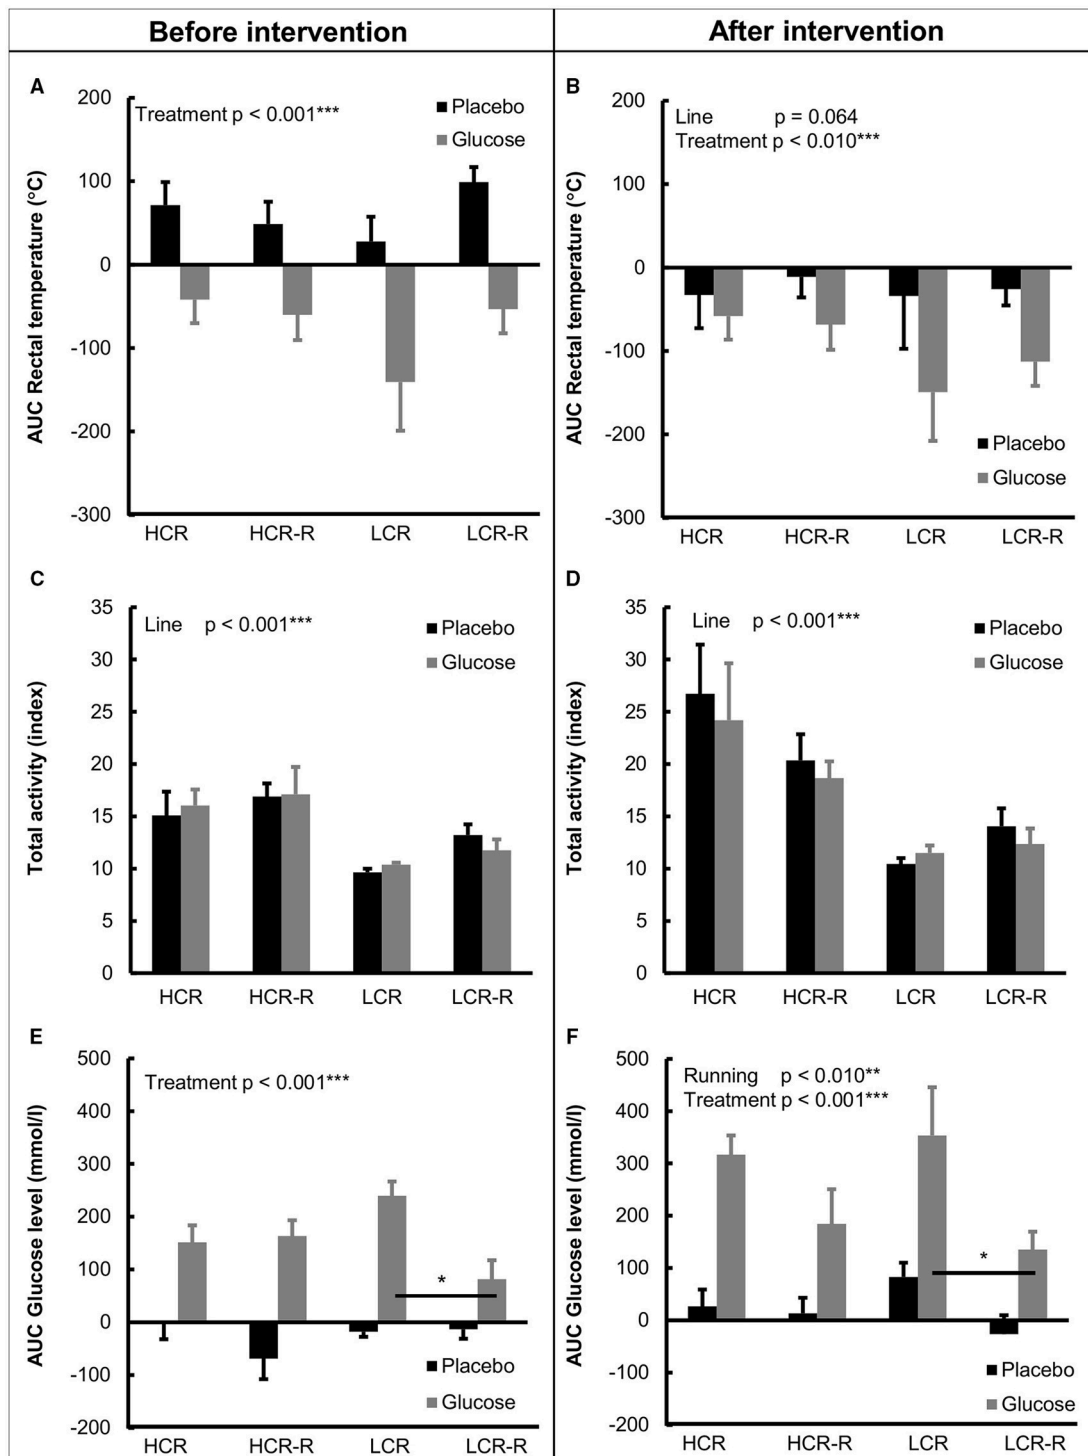 Before intervention
After intervention
A
Treatment p < 0.001***
Placebo
Glucose
AUC Rectal temperature (°C)
200
100
0
-100
-200
-300
HCR HCR-R LCR LCR-R
B
Line p = 0.064
Treatment p < 0.010***
AUC Rectal temperature (°C)
200
100
0
-100
-200
-300
Placebo
Glucose
HCR HCR-R LCR LCR-R
C
Line p < 0.001***
Placebo
Glucose
Total activity (index)
35
30
25
20
15
10
5
0
HCR HCR-R LCR LCR-R
D
Line p < 0.001***
Placebo
Glucose
Total activity (index)
35
30
25
20
15
10
5
0
HCR HCR-R LCR LCR-R
E
Treatment p < 0.001***
AUC Glucose level (mmol/l)
500
400
300
200
100
0
-100
-200
*
Placebo
Glucose
HCR HCR-R LCR LCR-R
F
Running p < 0.010**
Treatment p < 0.001***
AUC Glucose level (mmol/l)
500
400
300
200
100
0
-100
-200
*
Placebo
Glucose
HCR HCR-R LCR LCR-R